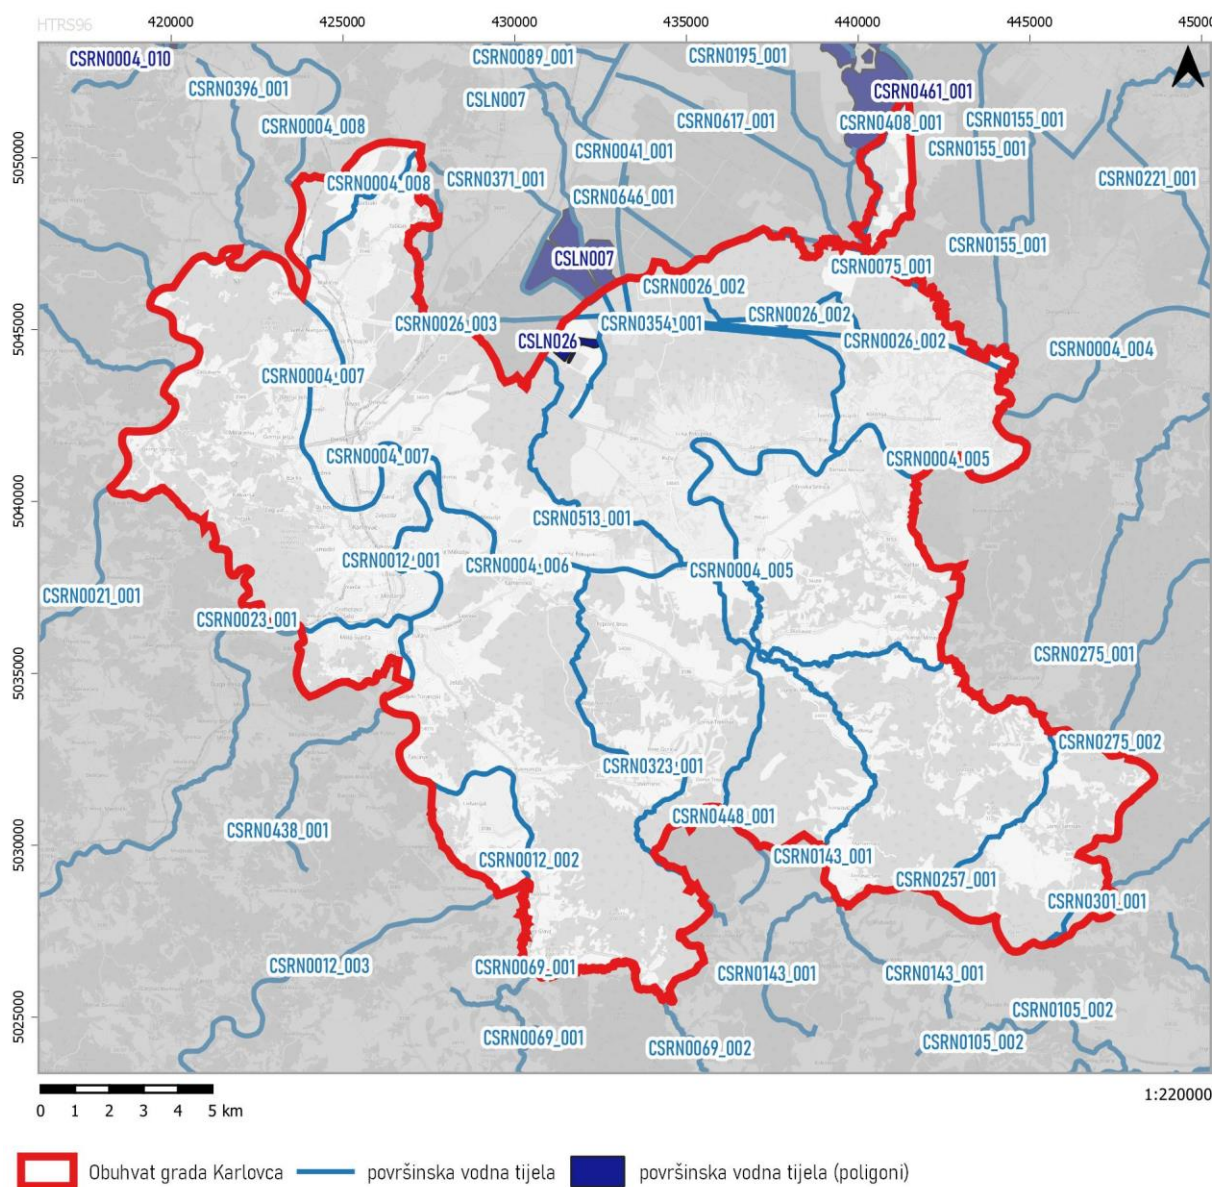 HTRS96
420000 425000 430000 435000 440000 445000 45000
CSRN0004_010
CSRN0089_001
CSRN0195_001
CSRN0396_001
CSLN007
CSRN0461_001
CSRN0004_008
CSRN0617_001
CSRN0408_001
CSRN0155_001
CSRN0041_001
CSRN0155_001
5050000
CSRN0004_008
CSRN0371_001
CSRN0221_001
CSRN0646_001
CSRN0155_001
CSLN007
CSRN0075_001
CSRN0026_002
CSRN0026_002
5045000
CSRN0026_003
CSRN0354_001
CSLN026
CSRN0026_002
CSRN0004_004
CSRN0004_007
CSRN0004_007
CSRN0004_005
5040000
CSRN0513_001
CSRN0012_001
CSRN0004_006
CSRN0004_005
CSRN0021_001
CSRN0023_001
CSRN0275_001
5035000
CSRN0275_002
CSRN0323_001
CSRN0448_001
CSRN0438_001
5030000
CSRN0012_002
CSRN0143_001
CSRN0257_001
CSRN0301_001
CSRN0012_003
CSRN0069_001
CSRN0143_001
CSRN0143_001
5025000
CSRN0105_002
CSRN0069_001
CSRN0069_002
CSRN0105_002
0 1 2 3 4 5 km
1:220000
Obuhvat grada Karlovca
površinska vodna tijela
površinska vodna tijela (poligoni)